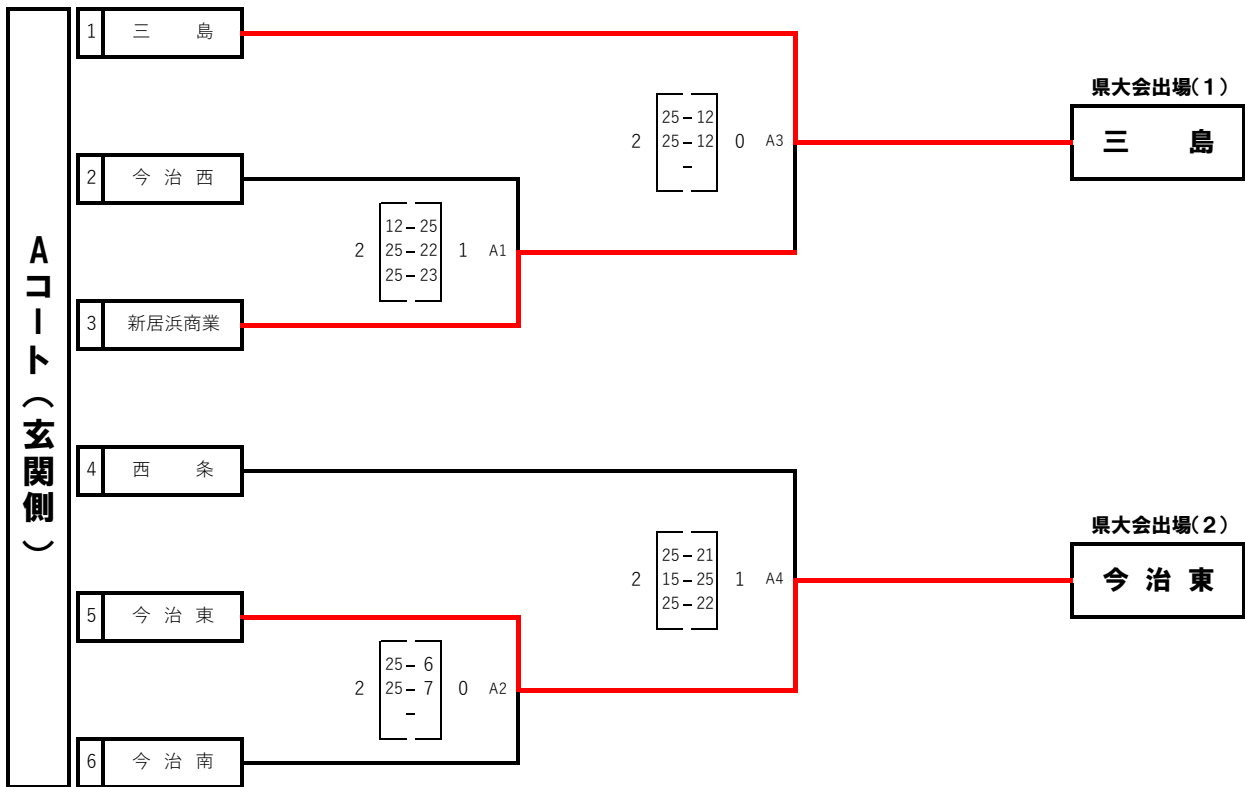 Aコート（玄関側）
1 三 島
県大会出場(1)
三 島
25-12
2 25-12 0 A3
-
2 今 治 西
12-25
2 25-22 1 A1
25-23
3 新居浜商業
4 西 条
県大会出場(2)
今 治 東
25-21
2 15-25 1 A4
25-22
5 今 治 東
25- 6
2 25- 7 0 A2
-
6 今 治 南